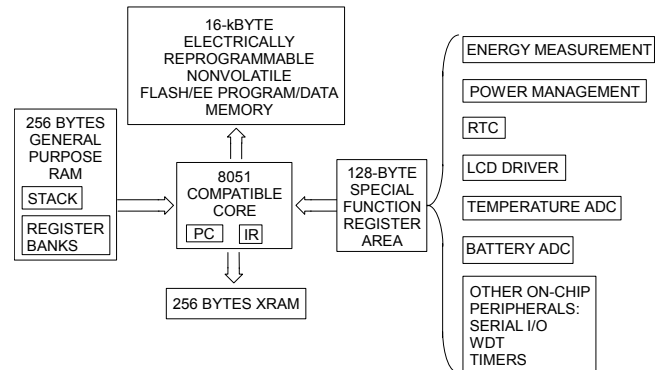 16-kBYTE
ELECTRICALLY
REPROGRAMMABLE
NONVOLATILE
FLASH/EE PROGRAM/DATA
MEMORY
256 BYTES
GENERAL
PURPOSE
RAM
STACK
REGISTER
BANKS
8051
COMPATIBLE
CORE
PC
IR
256 BYTES XRAM
128-BYTE
SPECIAL
FUNCTION
REGISTER
AREA
ENERGY MEASUREMENT
POWER MANAGEMENT
RTC
LCD DRIVER
TEMPERATURE ADC
BATTERY ADC
OTHER ON-CHIP
PERIPHERALS:
SERIAL I/O
WDT
TIMERS